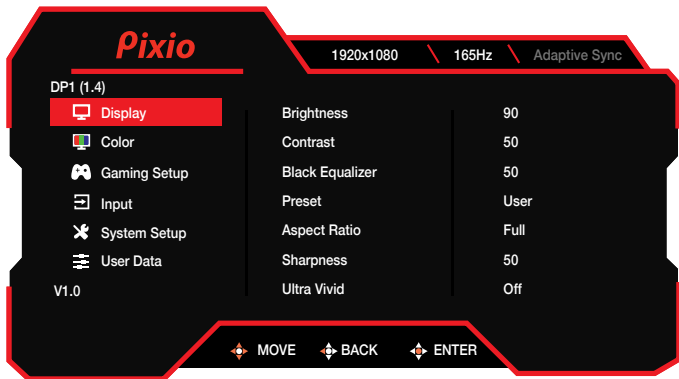 Pixio
1920x1080 165Hz Adaptive Sync
DP1 (1.4)
Display Brightness 90
Color Contrast 50
Gaming Setup Black Equalizer 50
Input Preset User
System Setup Aspect Ratio Full
User Data Sharpness 50
V1.0 Ultra Vivid Off
MOVE BACK ENTER